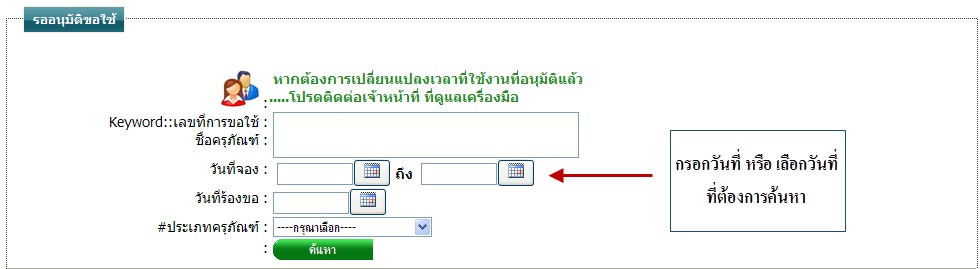 รออนุมัติขอใช้
หากต้องการเปลี่ยนแปลงเวลาที่ใช้งานที่อนุมัติแล้ว
: .....โปรดติดต่อเจ้าหน้าที่ ที่ดูแลเครื่องมือ
Keyword::เลขที่การขอใช้ :
ชื่อครุภัณฑ์ :
วันที่จอง : ถึง
วันที่ร้องขอ :
#ประเภทครุภัณฑ์ : ----กรุณาเลือก----
: ค้นหา
กรอกวันที่ หรือ เลือกวันที่
ที่ต้องการค้นหา